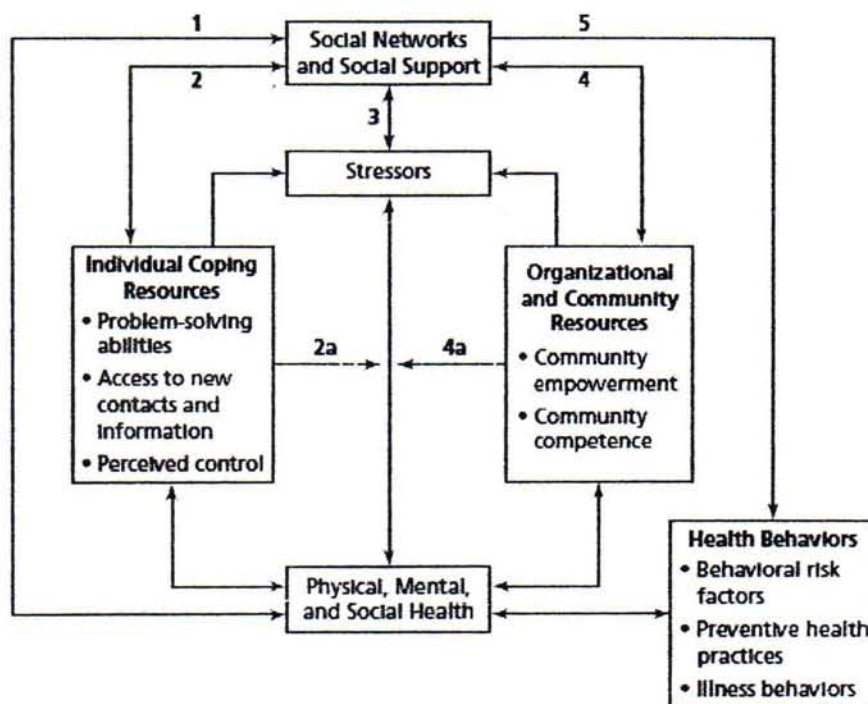 1
5
Social Networks
and Social Support
2
4
3
Stressors
Individual Coping
Resources
• Problem-solving
abilities
• Access to new
contacts and
information
• Perceived control
Organizational
and Community
Resources
• Community
empowerment
• Community
competence
2a
4a
Physical, Mental,
and Social Health
Health Behaviors
• Behavioral risk
factors
• Preventive health
practices
• Illness behaviors